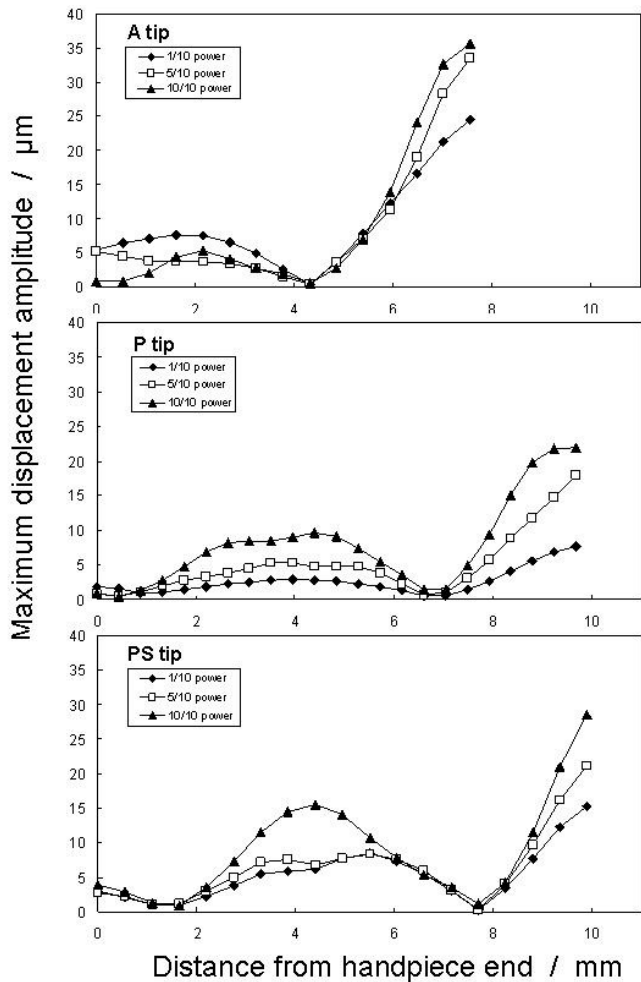 Maximum displacement amplitude / µm
A tip
1/10 power
5/10 power
10/10 power
40
35
30
25
20
15
10
5
0
0 2 4 6 8 10
P tip
1/10 power
5/10 power
10/10 power
40
35
30
25
20
15
10
5
0
0 2 4 6 8 10
PS tip
1/10 power
5/10 power
10/10 power
40
35
30
25
20
15
10
5
0
0 2 4 6 8 10
Distance from handpiece end / mm